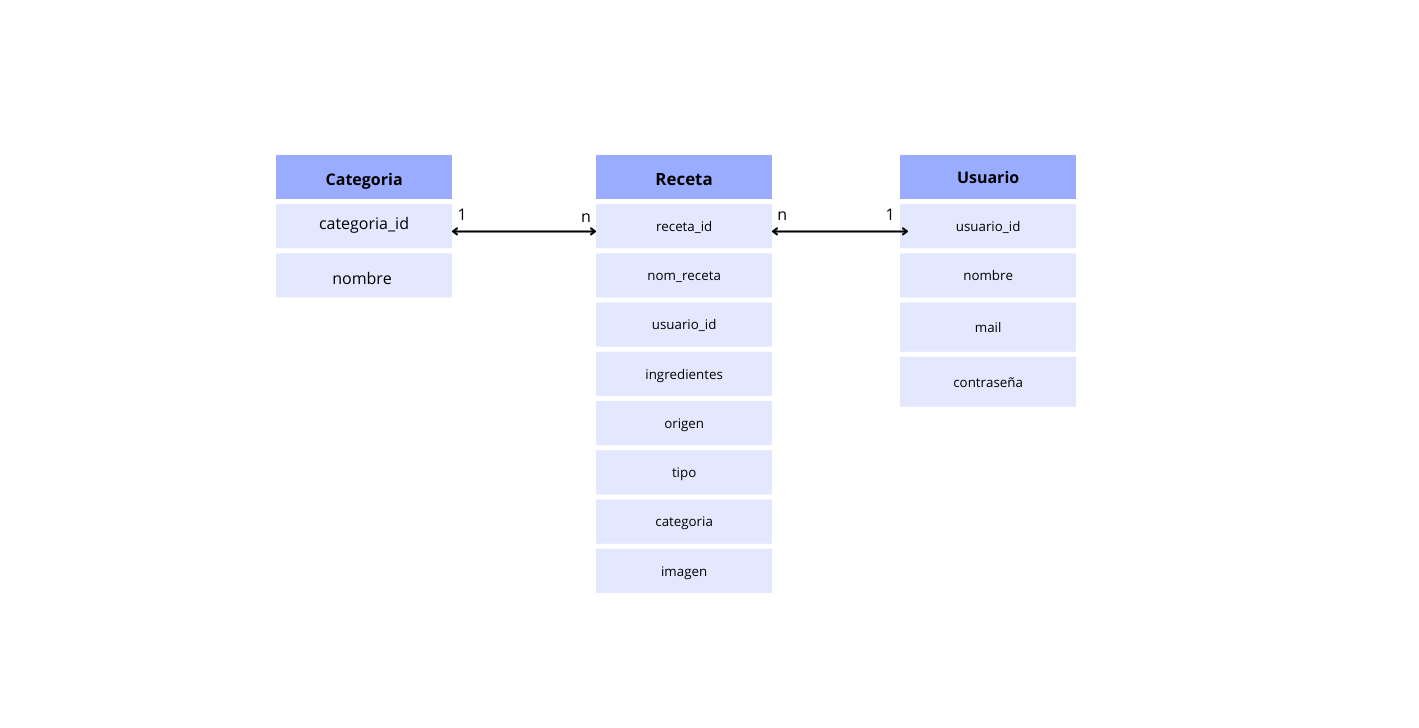 Categoria
categoria_id
nombre
1
n
Receta
receta_id
nom_receta
usuario_id
ingredientes
origen
tipo
categoria
imagen
n
1
Usuario
usuario_id
nombre
mail
contraseña